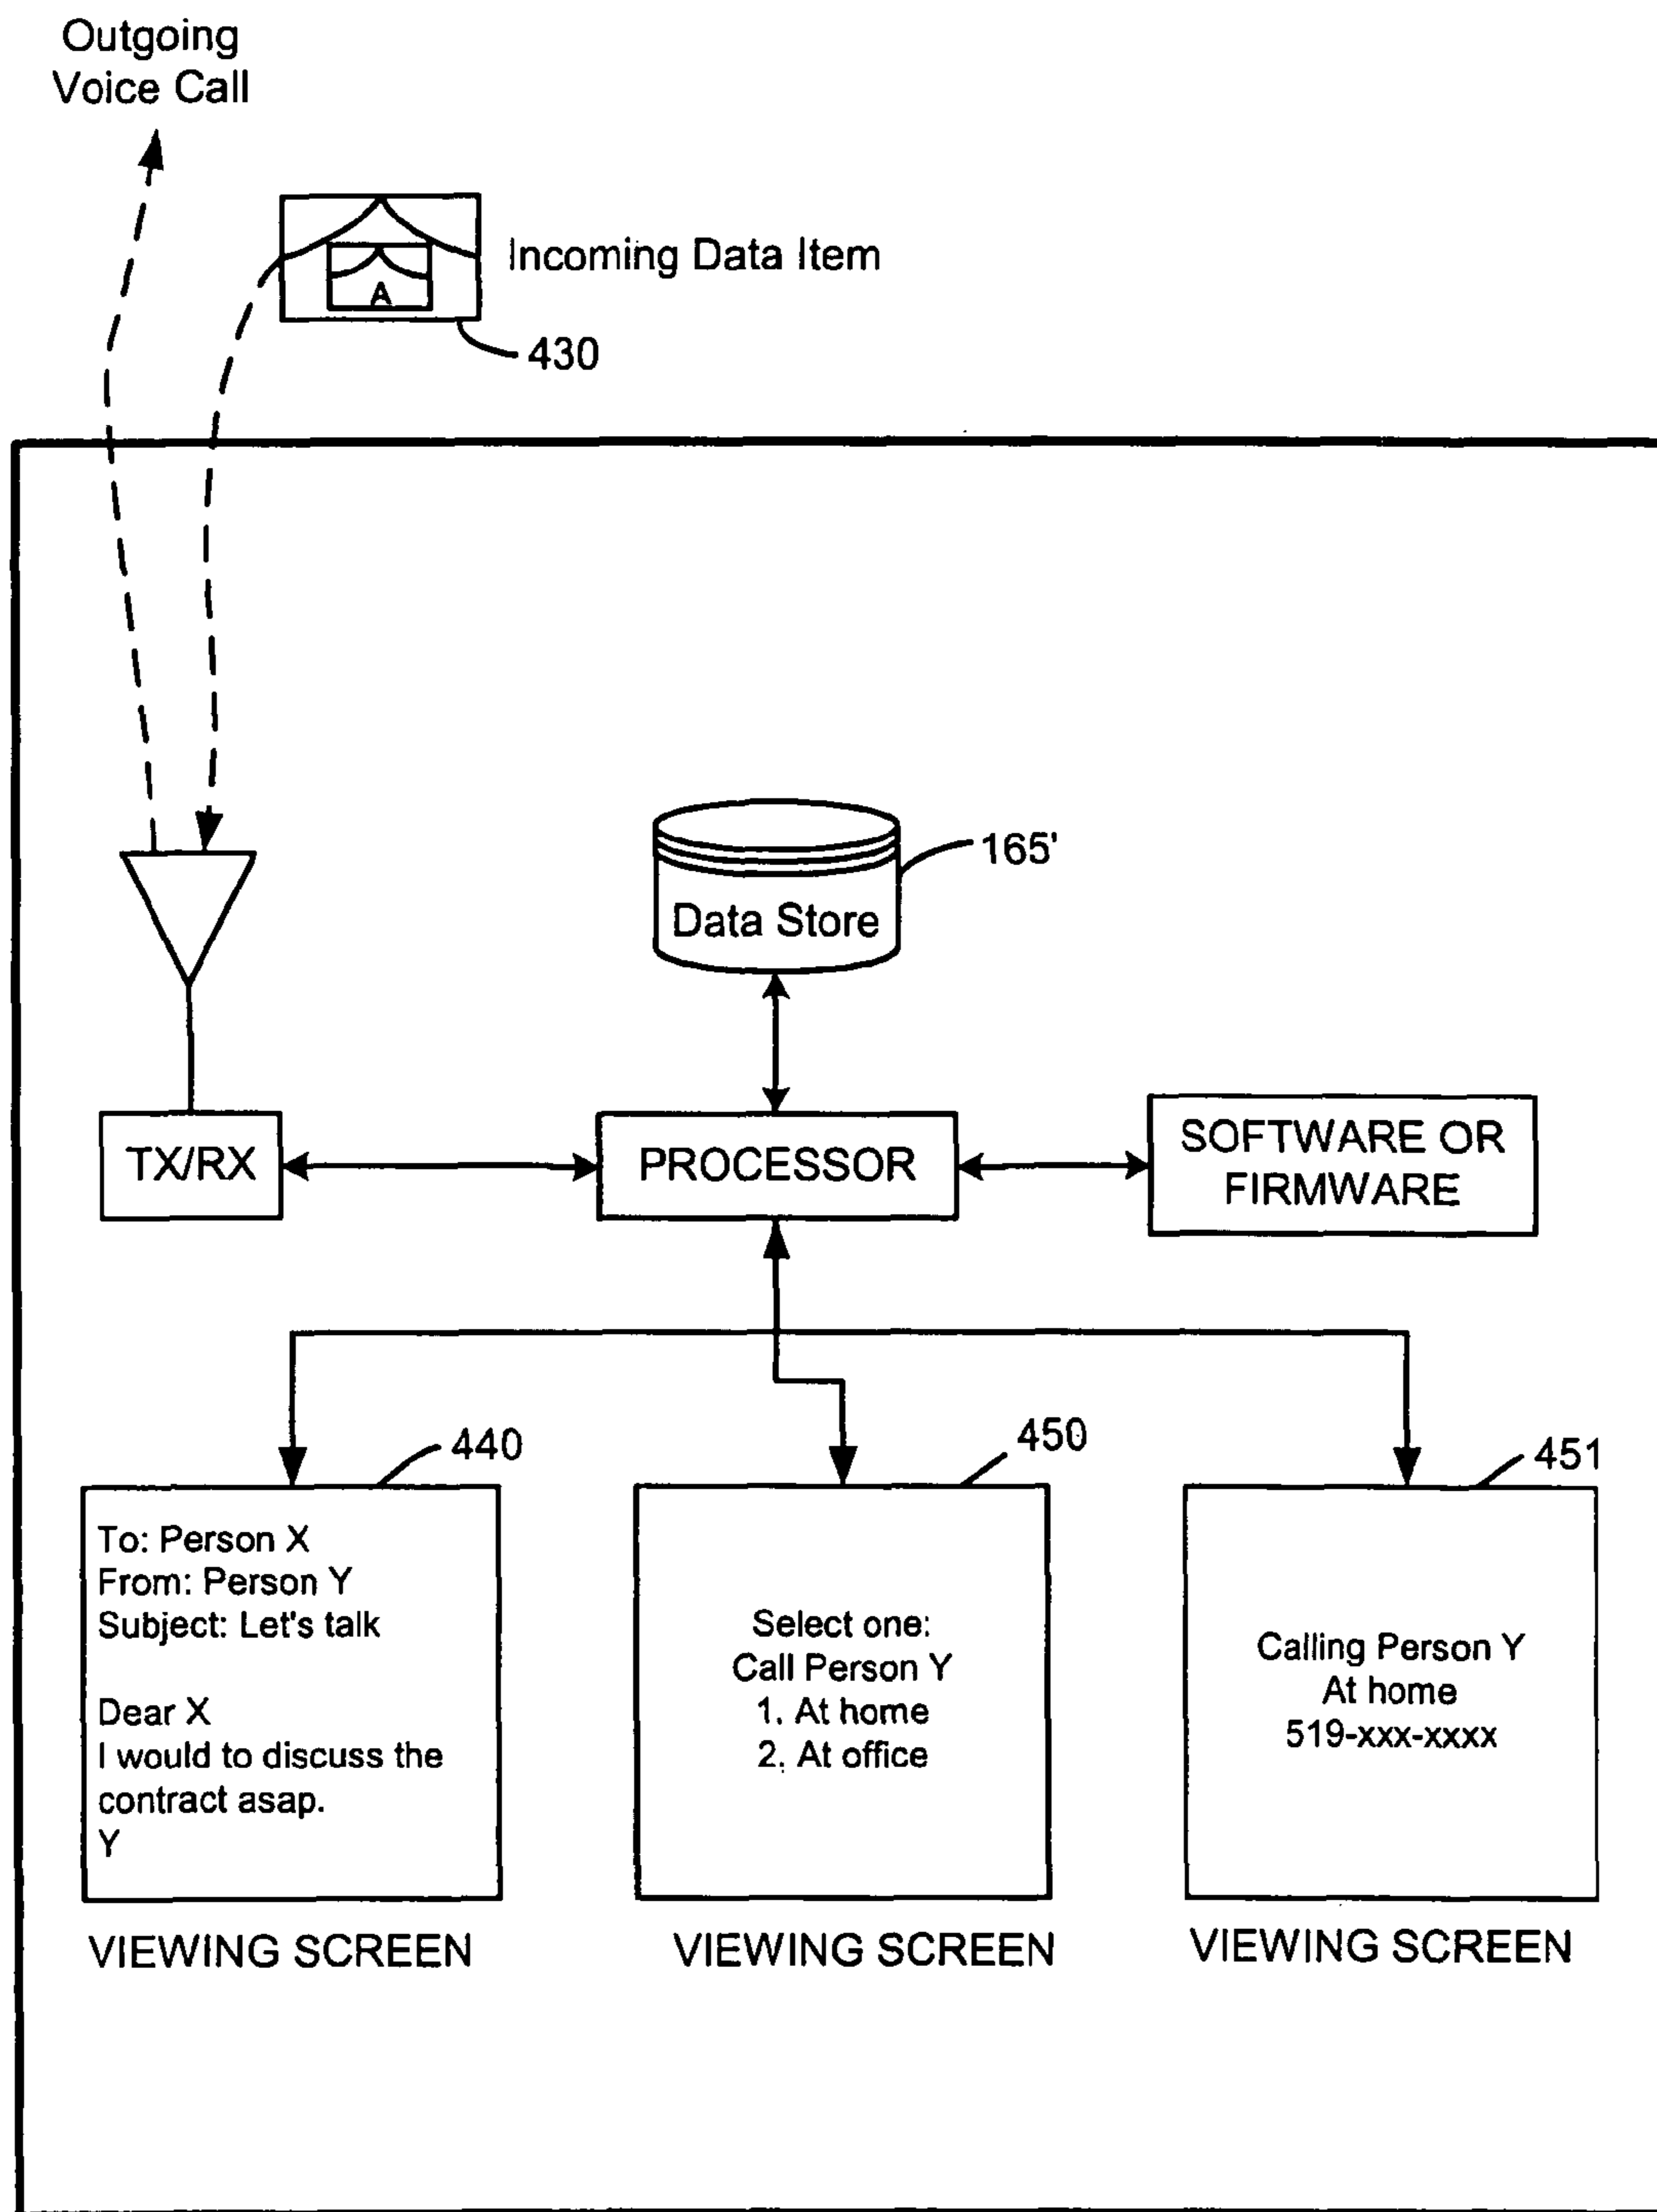 Outgoing
Voice Call
Incoming Data Item
A
430
165'
Data Store
TX/RX
PROCESSOR
SOFTWARE OR
FIRMWARE
440
450
451
To: Person X
From: Person Y
Subject: Let's talk
Dear X
I would to discuss the
contract asap.
Y
Select one:
Call Person Y
1. At home
2. At office
Calling Person Y
At home
519-xxx-xxxx
VIEWING SCREEN
VIEWING SCREEN
VIEWING SCREEN